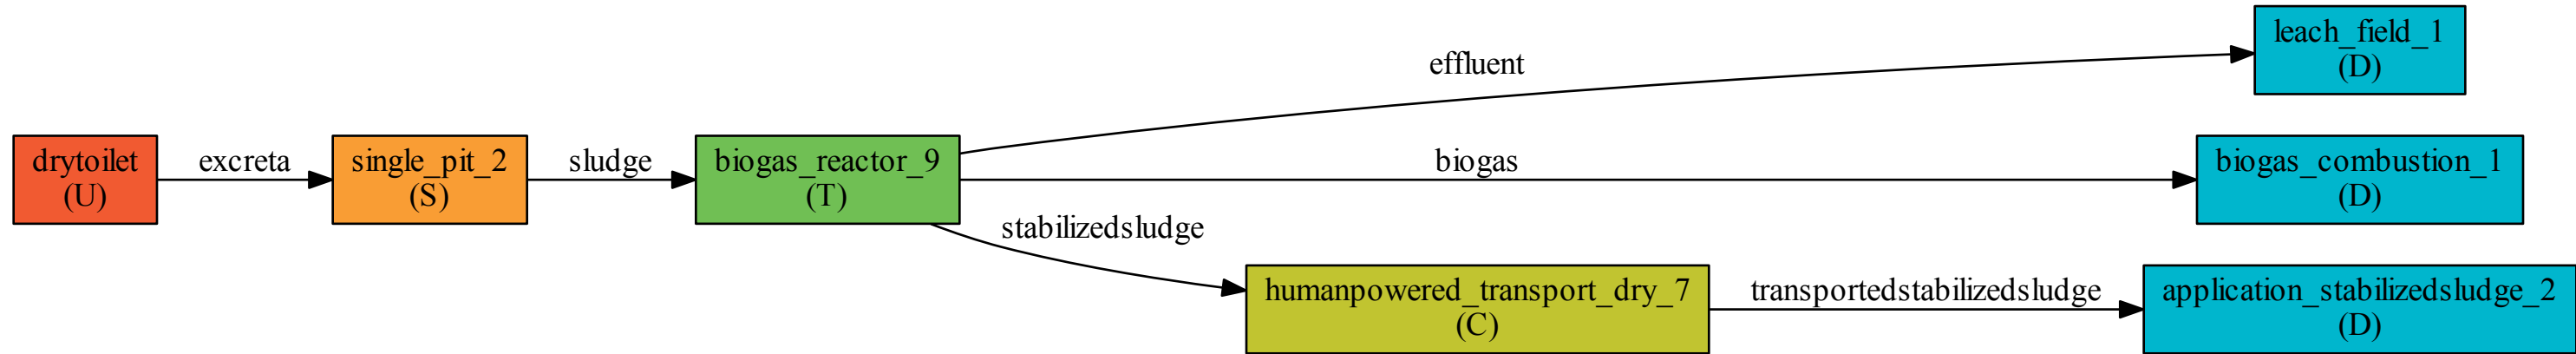 leach_field_1
(D)
effluent
drytoilet
(U)
excreta
single_pit_2
(S)
sludge
biogas_reactor_9
(T)
biogas
biogas_combustion_1
(D)
stabilizedsludge
humanpowered_transport_dry_7
(C)
transportedstabilizedsludge
application_stabilizedsludge_2
(D)